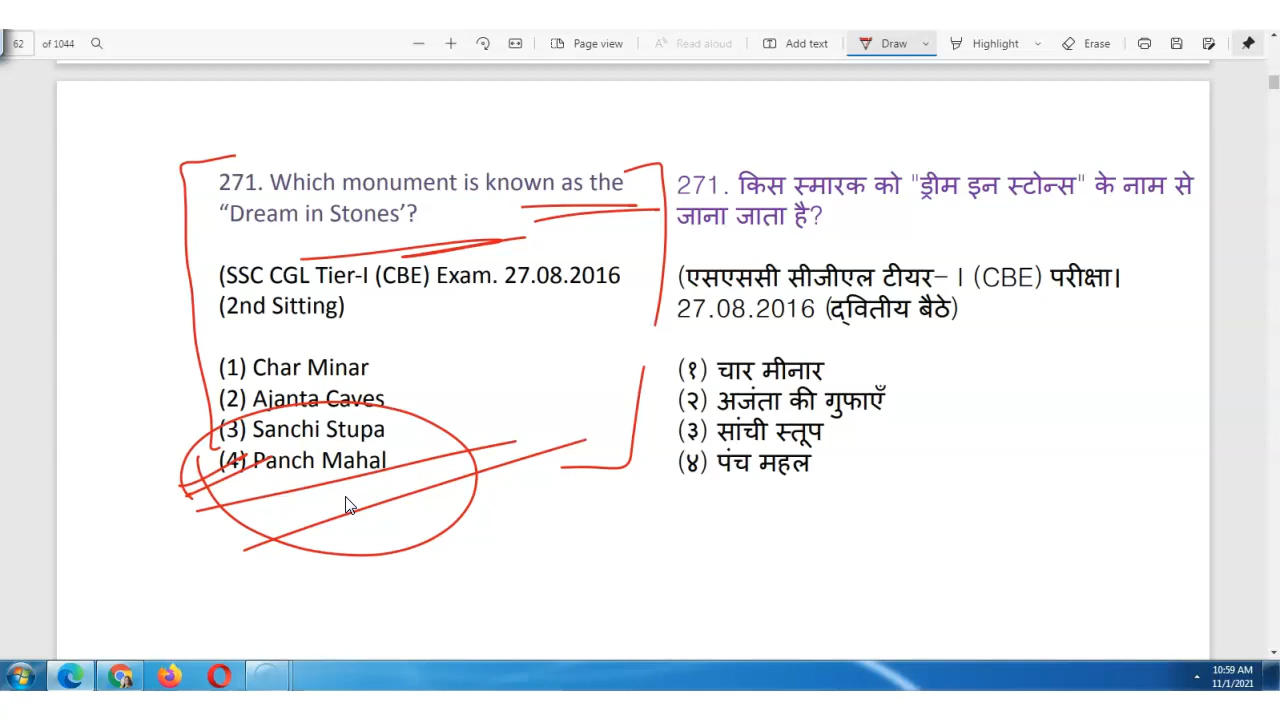 62 of 1044 Page view Read aloud Add text Draw Highlight Erase
271. Which monument is known as the
“Dream in Stones’?
(SSC CGL Tier-I (CBE) Exam. 27.08.2016
(2nd Sitting)
(1) Char Minar
(2) Ajanta Caves
(3) Sanchi Stupa
(4) Panch Mahal
271. किस स्मारक को "ड्रीम इन स्टोन्स" के नाम से
जाना जाता है?
(एसएससी सीजीएल टीयर– I (CBE) परीक्षा।
27.08.2016 (द्वितीय बैठे)
(१) चार मीनार
(२) अजंता की गुफाएँ
(३) सांची स्तूप
(४) पंच महल
10:59 AM
11/1/2021